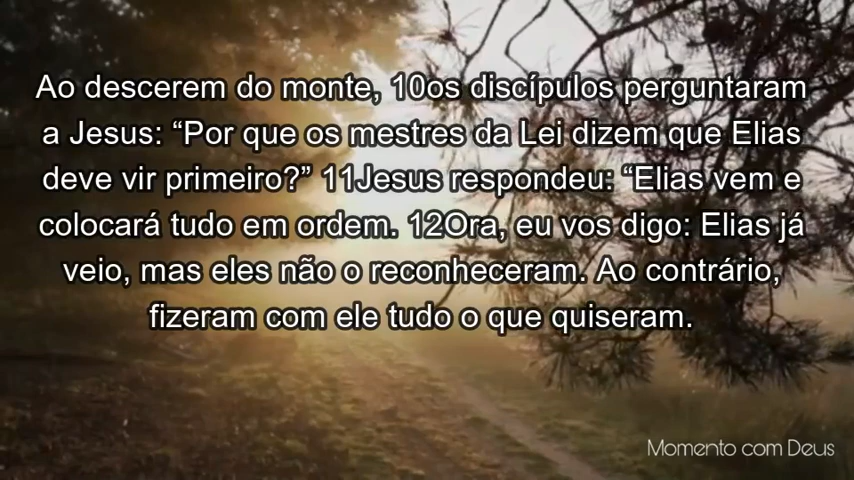 Ao descerem do monte, 10os discípulos perguntaram
a Jesus: “Por que os mestres da Lei dizem que Elias
deve vir primeiro?” 11Jesus respondeu: “Elias vem e
colocará tudo em ordem. 12Ora, eu vos digo: Elias já
veio, mas eles não o reconheceram. Ao contrário,
fizeram com ele tudo o que quiseram.
Momento com Deus